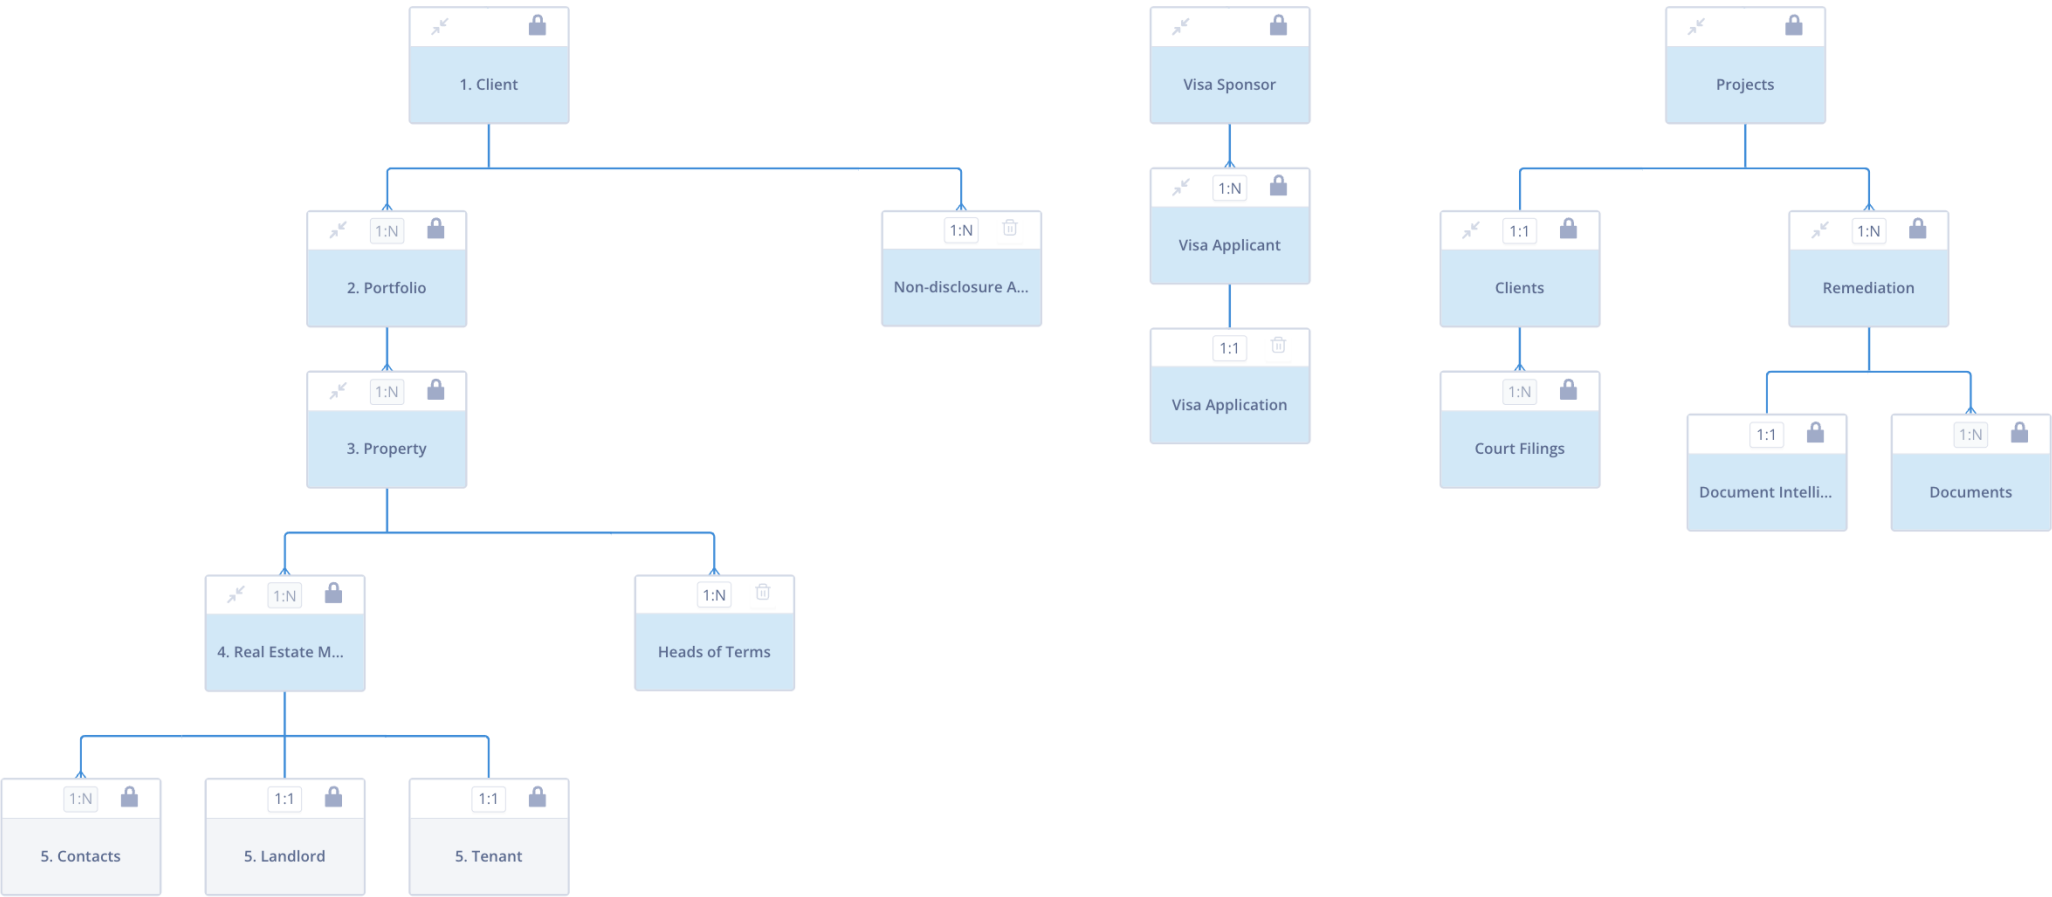 1. Client
Visa Sponsor
Projects
1:N
Visa Applicant
1:N
2. Portfolio
1:N
Non-disclosure A...
1:1
Clients
1:N
Remediation
1:1
Visa Application
1:N
3. Property
1:N
Court Filings
1:1
Document Intelli...
1:N
Documents
1:N
4. Real Estate M...
1:N
Heads of Terms
1:N
5. Contacts
1:1
5. Landlord
1:1
5. Tenant